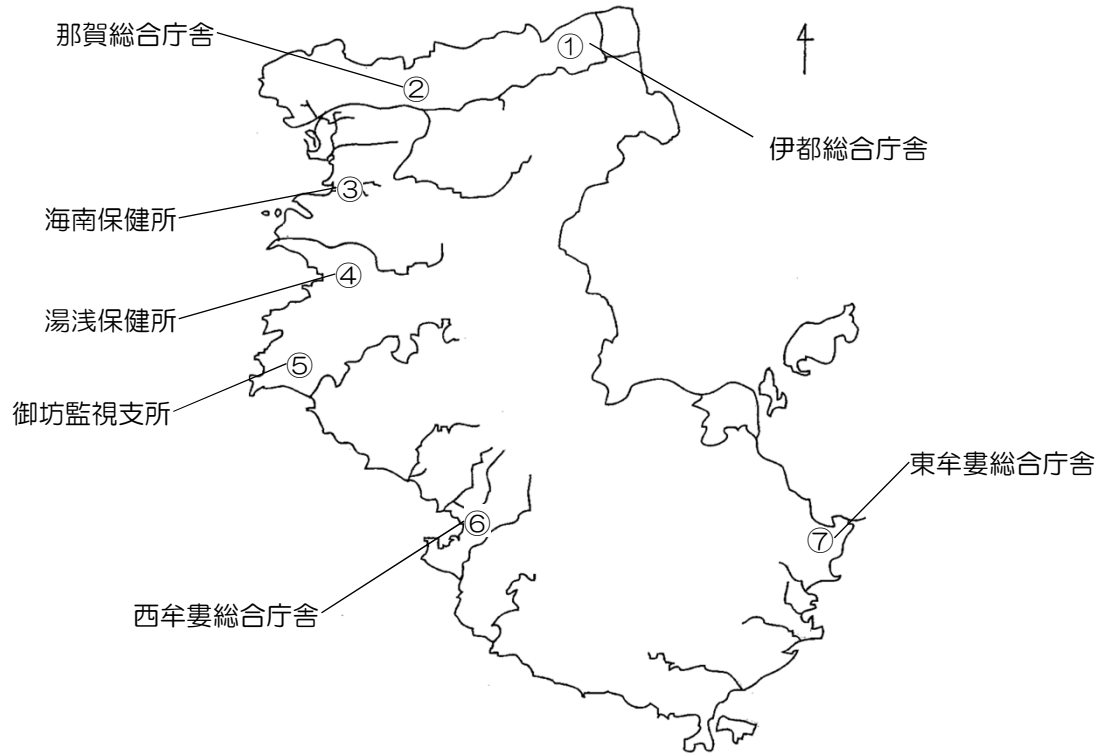 那賀総合庁舎
①
②
伊都総合庁舎
③
海南保健所
④
湯浅保健所
⑤
御坊監視支所
東牟婁総合庁舎
⑥
⑦
西牟婁総合庁舎